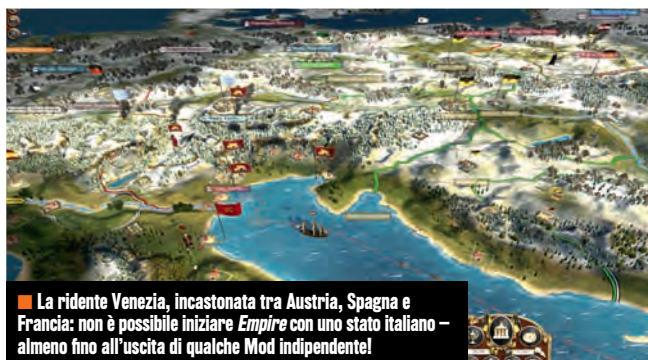 La ridente Venezia, incastonata tra Austria, Spagna e
Francia: non è possibile iniziare Empire con uno stato italiano –
almeno fino all'uscita di qualche Mod indipendente!